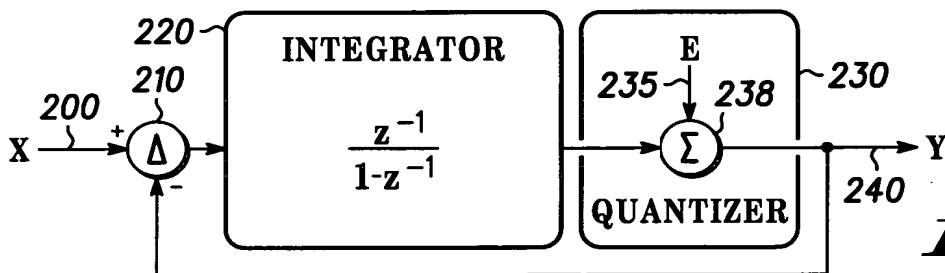 220
INTEGRATOR
E
230
210
235
238
200
X
+
Δ
-
z⁻¹
1-z⁻¹
Σ
Y
240
QUANTIZER